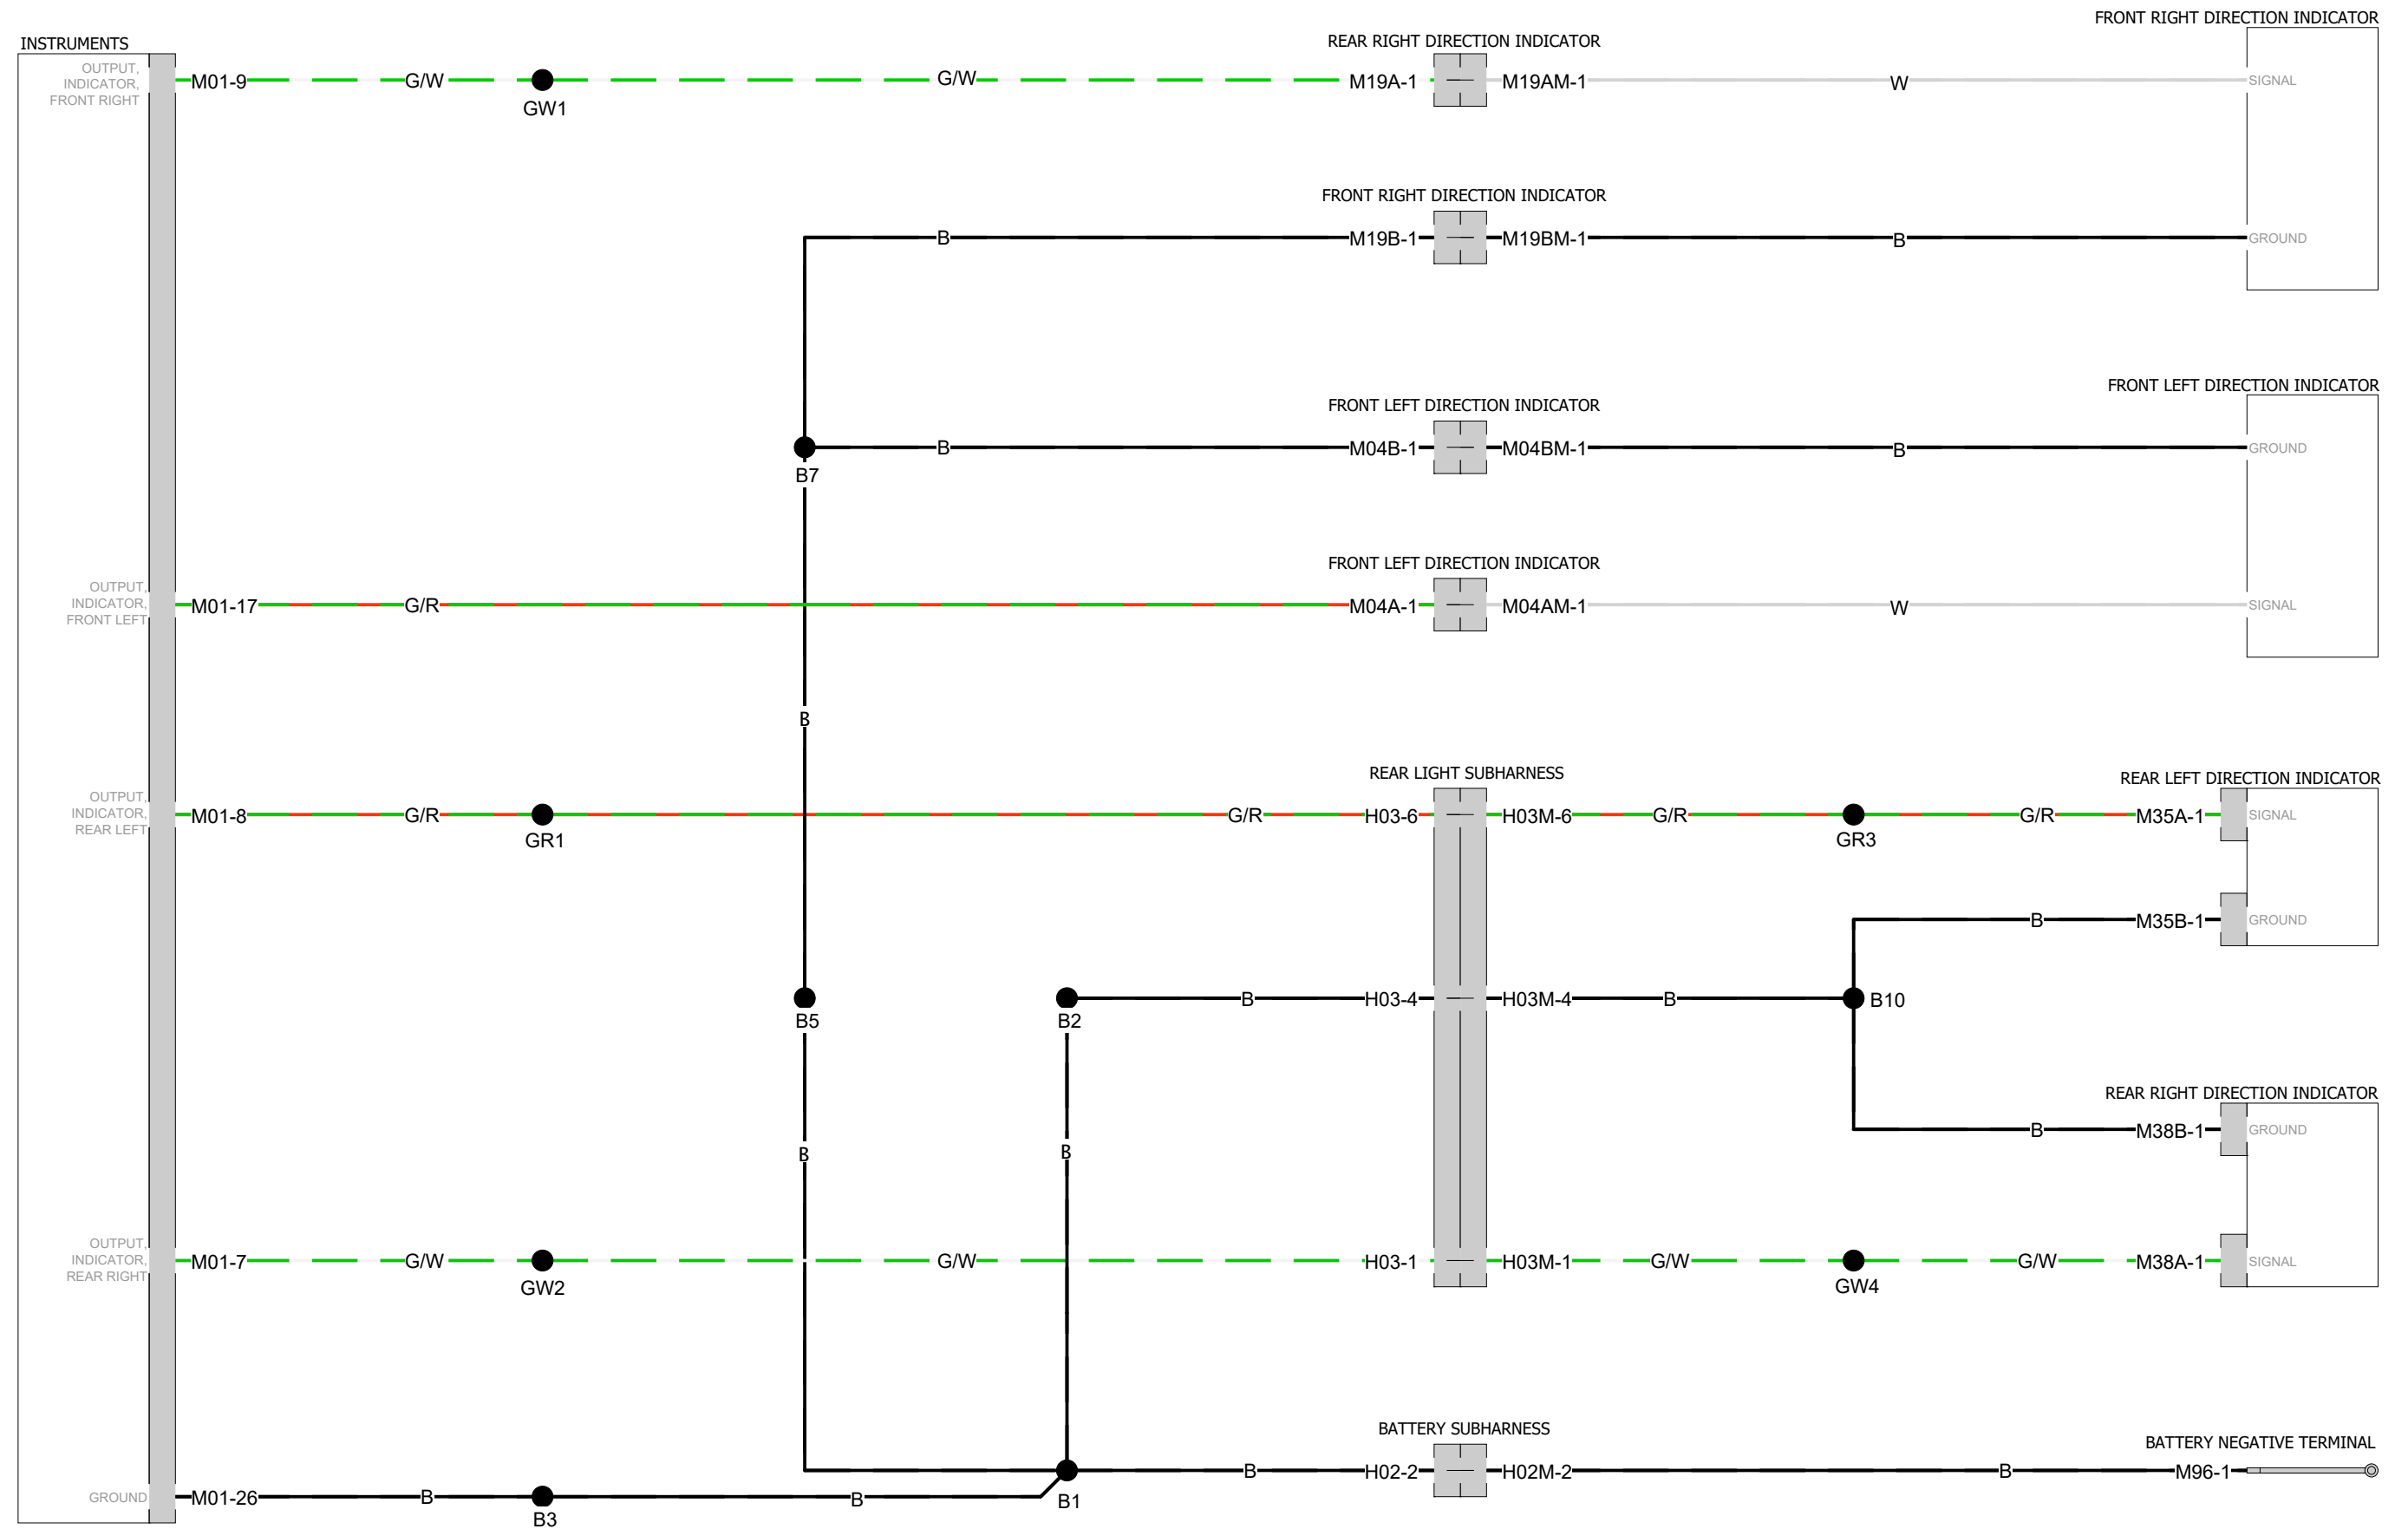 FRONT RIGHT DIRECTION INDICATOR
INSTRUMENTS
REAR RIGHT DIRECTION INDICATOR
OUTPUT,
INDICATOR,
FRONT RIGHT
M01-9
G/W
GW1
G/W
M19A-1
M19AM-1
W
SIGNAL
FRONT RIGHT DIRECTION INDICATOR
B
M19B-1
M19BM-1
B
GROUND
FRONT LEFT DIRECTION INDICATOR
FRONT LEFT DIRECTION INDICATOR
B7
B
M04B-1
M04BM-1
B
GROUND
FRONT LEFT DIRECTION INDICATOR
OUTPUT,
INDICATOR,
FRONT LEFT
M01-17
G/R
M04A-1
M04AM-1
W
SIGNAL
B
REAR LIGHT SUBHARNESS
REAR LEFT DIRECTION INDICATOR
OUTPUT,
INDICATOR,
REAR LEFT
M01-8
G/R
GR1
G/R
H03-6
H03M-6
G/R
GR3
G/R
M35A-1
SIGNAL
B
M35B-1
GROUND
B5
B2
B
H03-4
H03M-4
B
B10
REAR RIGHT DIRECTION INDICATOR
B
B
B
M38B-1
GROUND
OUTPUT,
INDICATOR,
REAR RIGHT
M01-7
G/W
GW2
G/W
H03-1
H03M-1
G/W
GW4
G/W
M38A-1
SIGNAL
BATTERY SUBHARNESS
BATTERY NEGATIVE TERMINAL
B1
B
H02-2
H02M-2
B
M96-1
GROUND
M01-26
B
B3
B